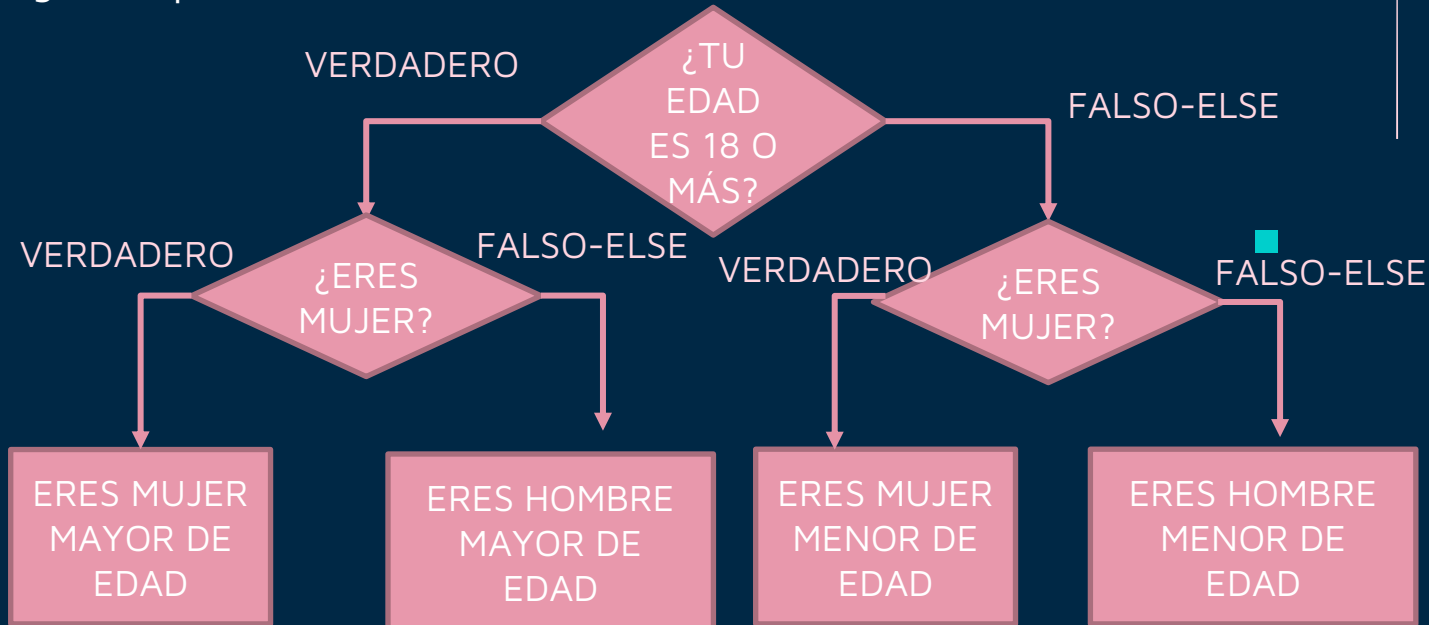 VERDADERO
¿TU
EDAD
ES 18 O
MÁS?
FALSO-ELSE
VERDADERO
¿ERES
MUJER?
FALSO-ELSE
VERDADERO
¿ERES
MUJER?
FALSO-ELSE
ERES MUJER
MAYOR DE
EDAD
ERES HOMBRE
MAYOR DE
EDAD
ERES MUJER
MENOR DE
EDAD
ERES HOMBRE
MENOR DE
EDAD